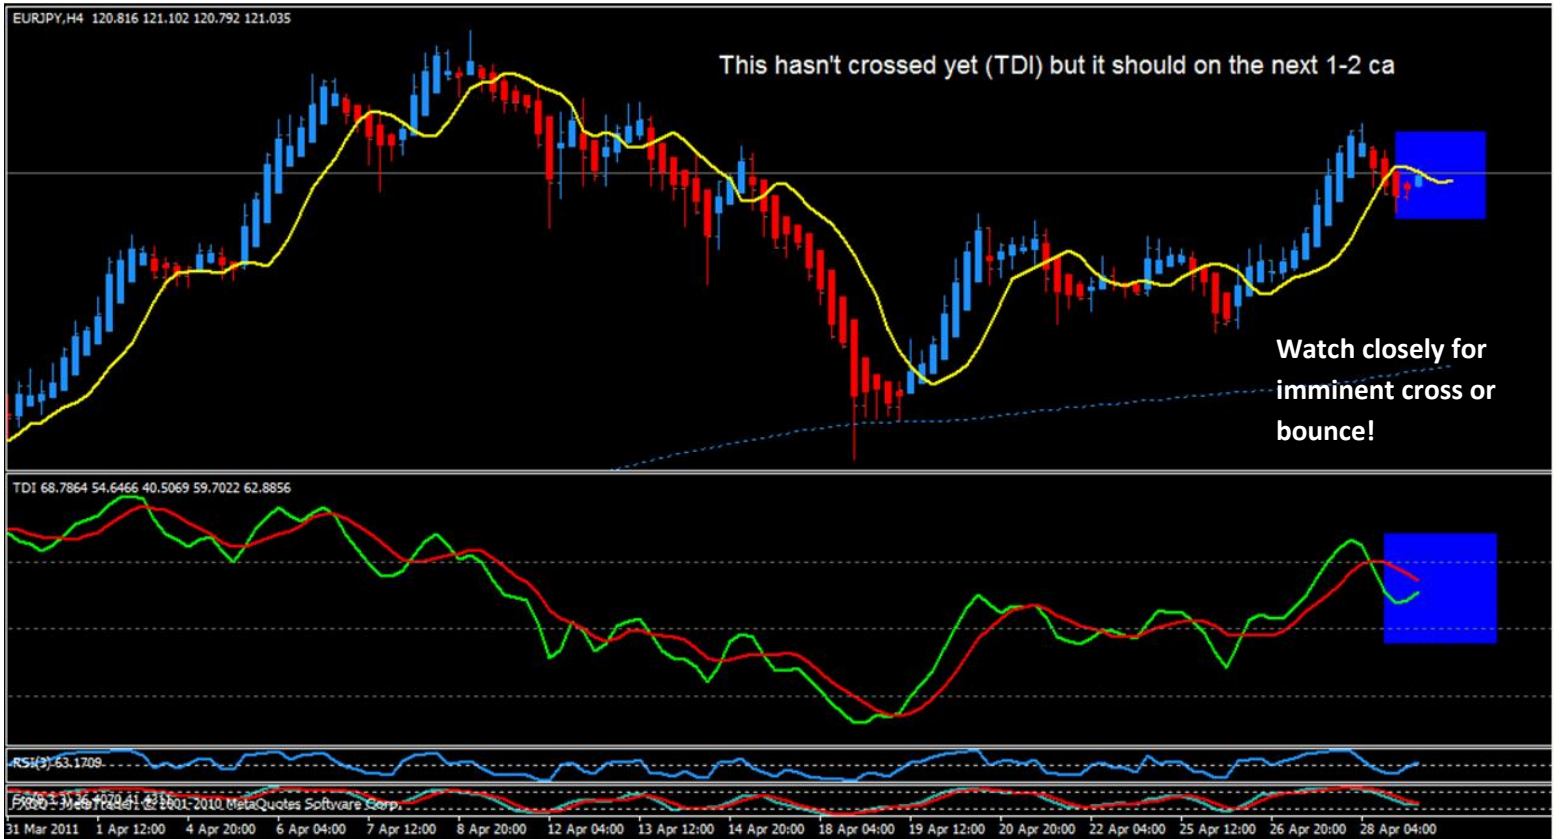 EURJPY,H4 120.816 121.102 120.792 121.035
This hasn't crossed yet (TDI) but it should on the next 1-2 ca
Watch closely for
imminent cross or
bounce!
TDI 68.7864 54.6466 40.5069 59.7022 62.8856
RSI(3) 63.1709
2001-2010 MetaQuotes Software Corp.
31 Mar 2011 1 Apr 12:00 4 Apr 20:00 6 Apr 04:00 7 Apr 12:00 8 Apr 20:00 12 Apr 04:00 13 Apr 12:00 14 Apr 20:00 18 Apr 04:00 19 Apr 12:00 20 Apr 20:00 22 Apr 04:00 25 Apr 12:00 26 Apr 20:00 28 Apr 04:00